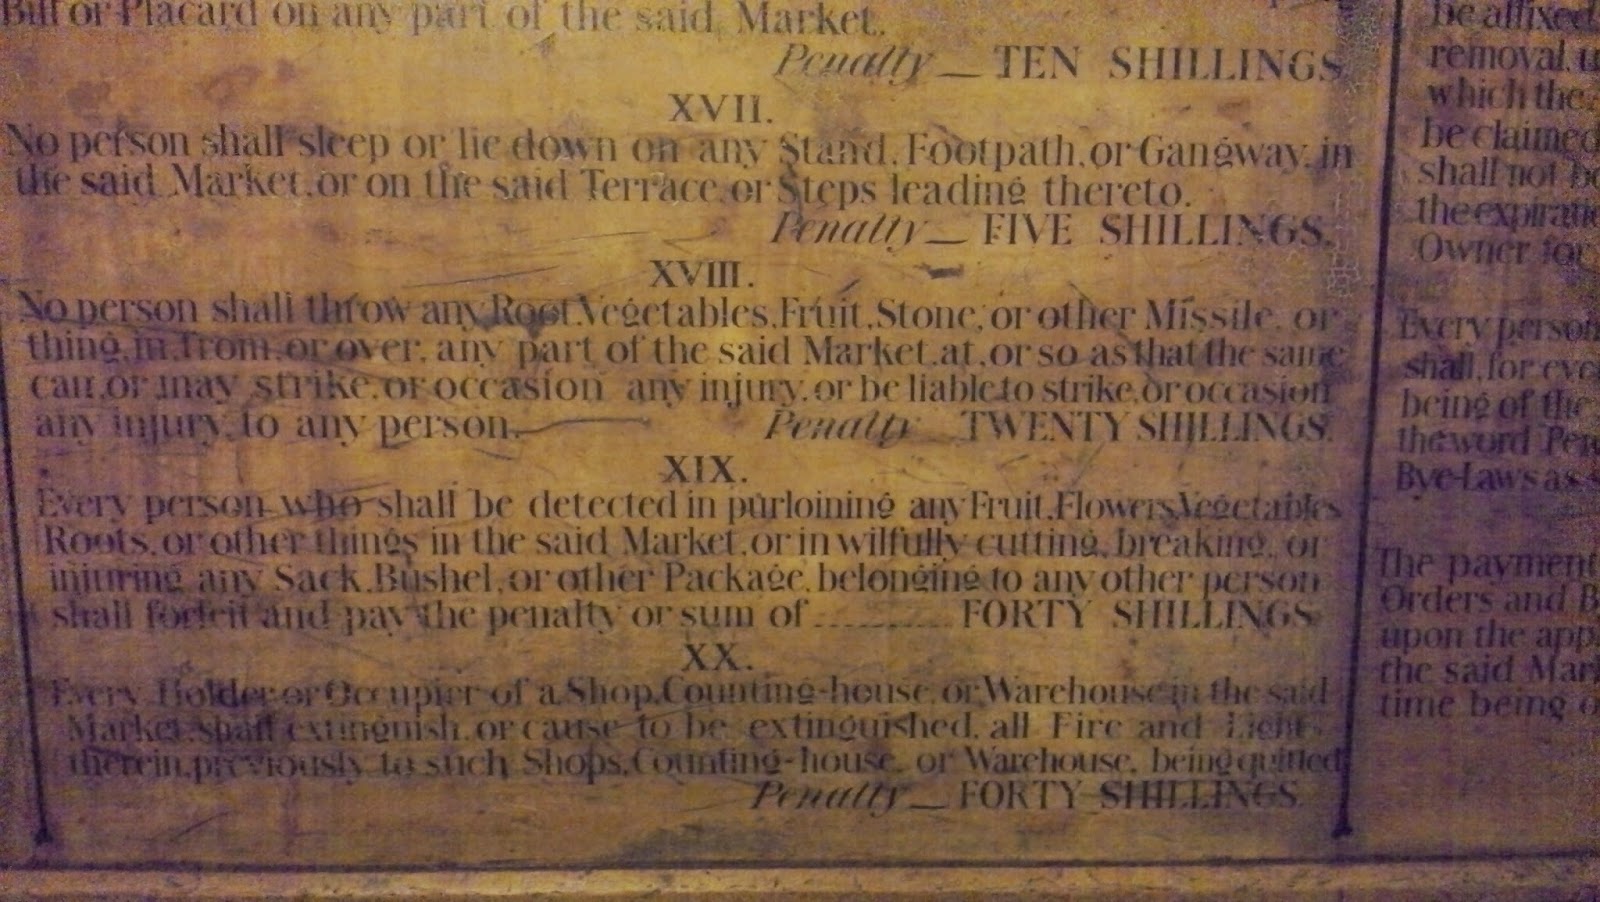 Bill or Placard on any part of the said, Market.
Penalty — TEN SHILLINGS
XVII.
No person shall sleep or lie down on any Stand, Footpath, or Gangway, in
the said Market, or on the said Terrace, or Steps leading thereto.
Penalty — FIVE SHILLINGS.
XVIII.
No person shall throw any Root, Vegetables, Fruit, Stone, or other Missile, or
thing, in, from, or over, any part of the said Market, at, or so as that the same
can, or may strike, or occasion any injury, or be liable to strike, or occasion
any injury, to any person. Penalty — TWENTY SHILLINGS.
XIX.
Every person who shall be detected in purloining any Fruit, Flowers, Vegetables
Roots, or other things in the said Market, or in wilfully cutting, breaking, or
injuring any Sack, Bushel, or other Package, belonging to any other person
shall forfeit and pay the penalty or sum of .......... FORTY SHILLINGS
XX.
Every Holder or Occupier of a Shop, Counting-house, or Warehouse in the said
Market, shall extinguish, or cause to be extinguished, all Fire and Light
therein, previously to such Shops, Counting-house, or Warehouse, being quitted
Penalty — FORTY SHILLINGS
be affixed
removal, u
which the
be claimed
shall not b
the expirati
Owner for
Every person
shall, for eve
being of the
the word Pen
Bye-Laws as s
The payment
Orders and B
upon the app
the said Mar
time being o